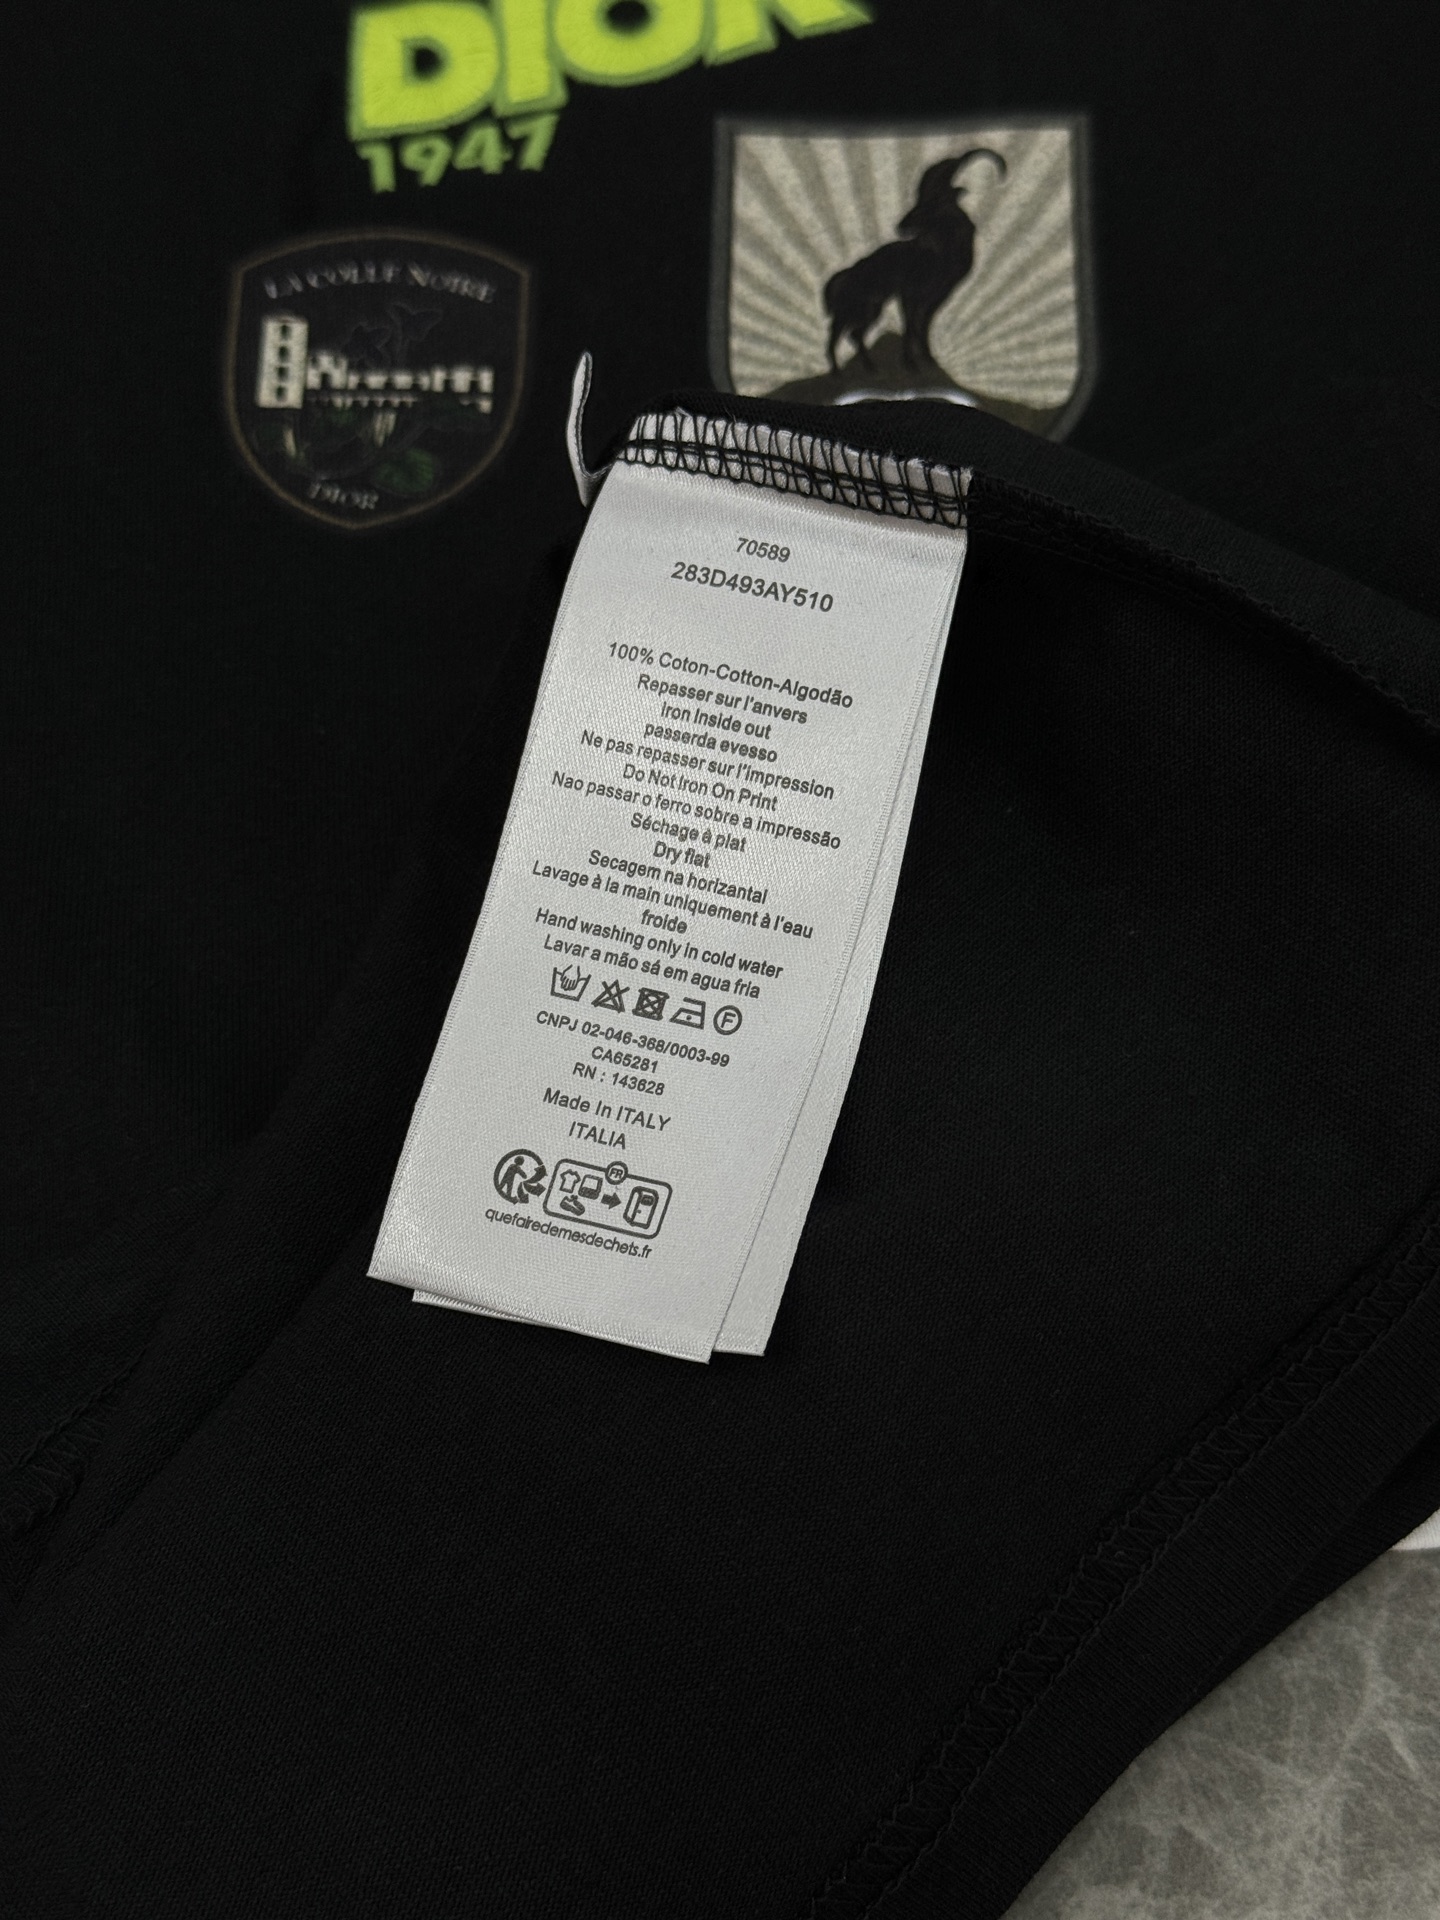 DIOR
1947
LA COLLE NOIRE
DIOR
70589
283D493AY510
100% Coton-Cotton-Algodão
Repasser sur l'anvers
iron Inside out
passerda evesso
Ne pas repasser sur l'impression
Do Not Iron On Print
Nao passar o ferro sobre a impressão
Séchage à plat
Dry flat
Secagem na horizantal
Lavage à la main uniquement à l'eau
froide
Hand washing only in cold water
Lavar a mão sá em agua fria
F
CNPJ 02-046-368/0003-99
CA65281
RN : 143628
Made In ITALY
ITALIA
FR
quefairedemesdechets.fr